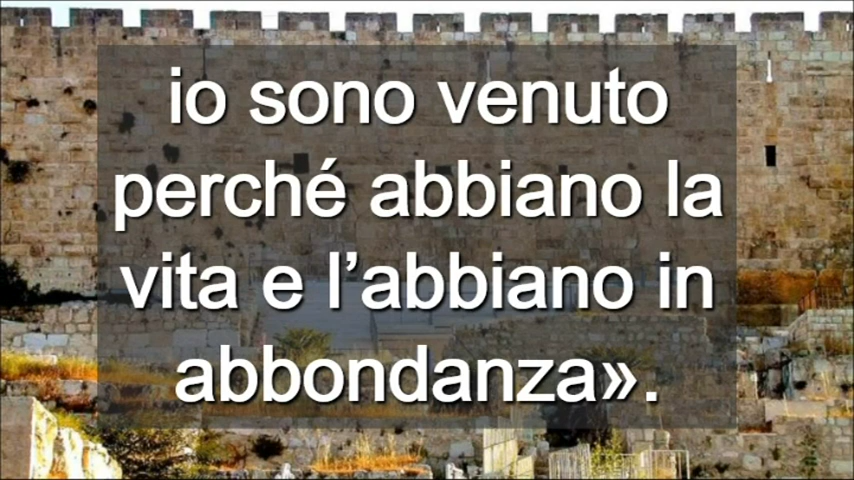 io sono venuto
perché abbiano la
vita e l’abbiano in
abbondanza».